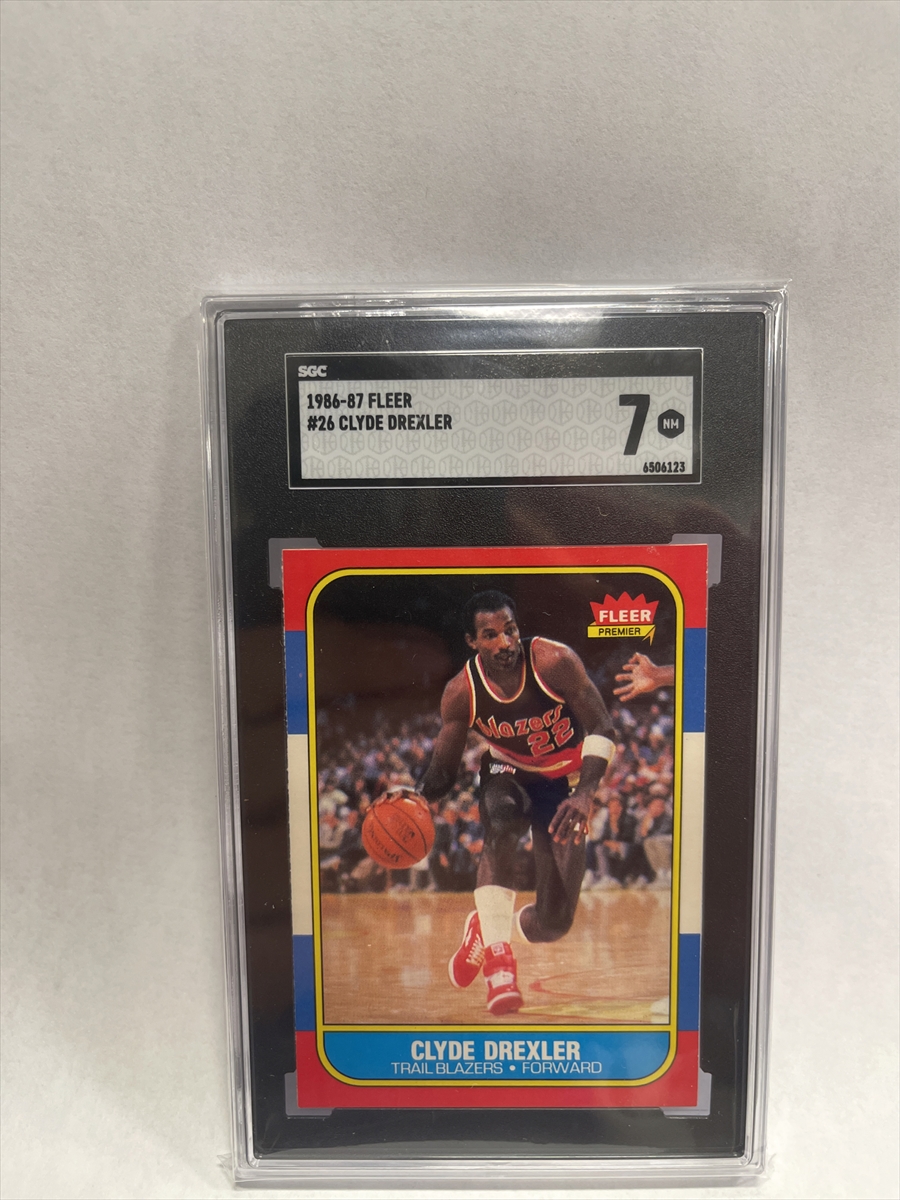 SGC
1986-87 FLEER
#26 CLYDE DREXLER
7 NM
6506123
FLEER
PREMIER
blazers
22
CLYDE DREXLER
TRAIL BLAZERS • FORWARD